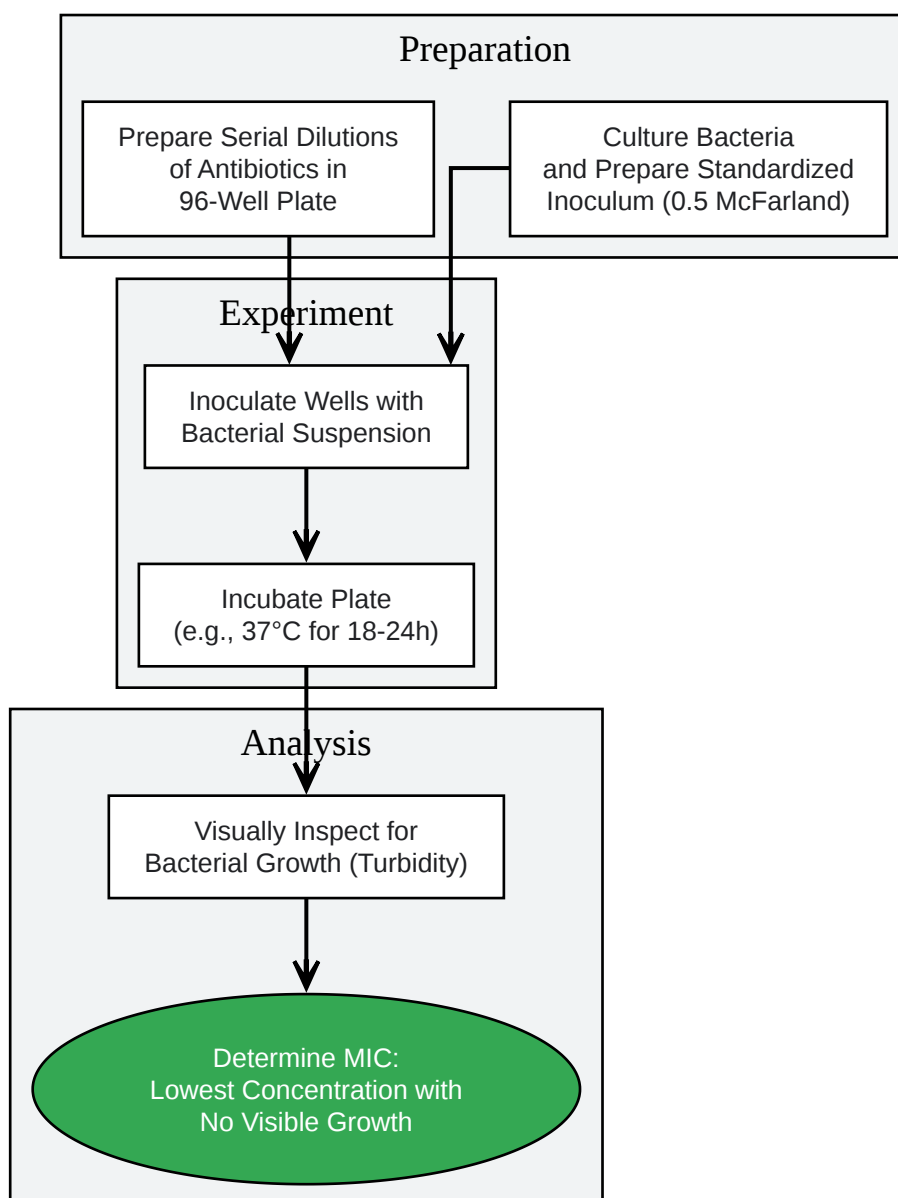 Preparation
Prepare Serial Dilutions
of Antibiotics in
96-Well Plate
Culture Bacteria
and Prepare Standardized
Inoculum (0.5 McFarland)
Experiment
Inoculate Wells with
Bacterial Suspension
Incubate Plate
(e.g., 37°C for 18-24h)
Analysis
Visually Inspect for
Bacterial Growth (Turbidity)
Determine MIC:
Lowest Concentration with
No Visible Growth